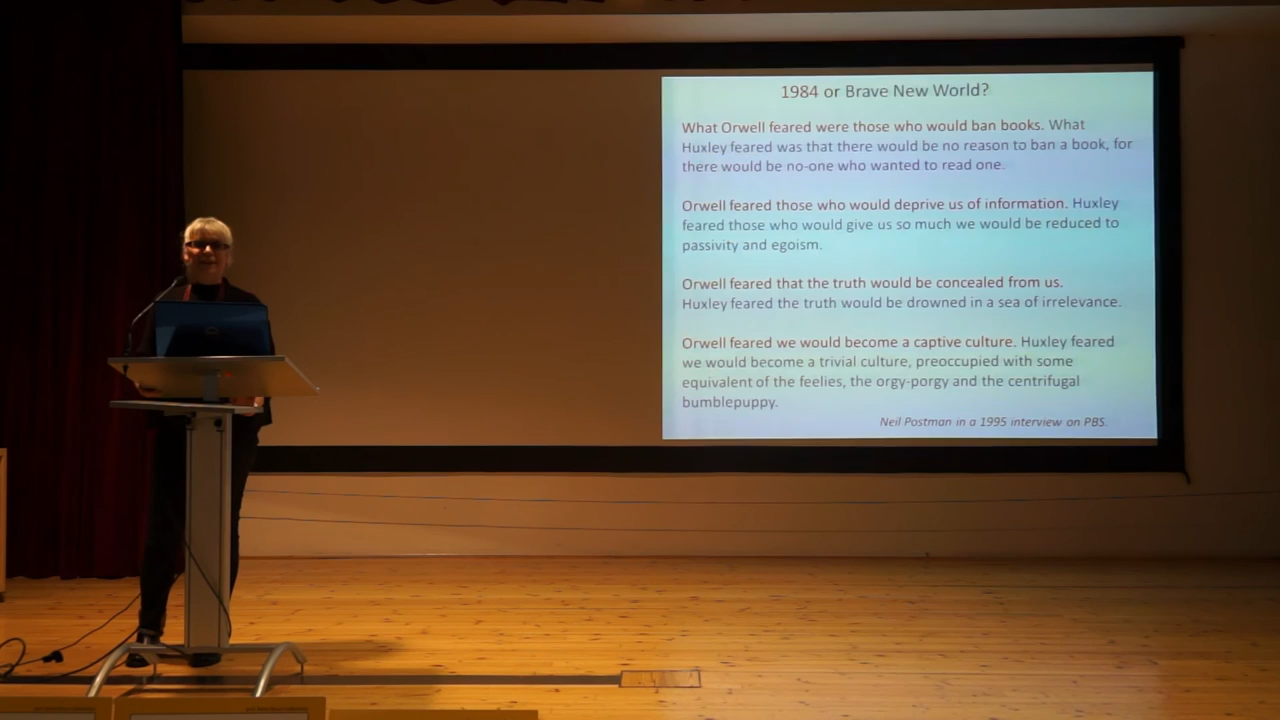 1984 or Brave New World?
What Orwell feared were those who would ban books. What
Huxley feared was that there would be no reason to ban a book, for
there would be no-one who wanted to read one.
Orwell feared those who would deprive us of information. Huxley
feared those who would give us so much we would be reduced to
passivity and egoism.
Orwell feared that the truth would be concealed from us.
Huxley feared the truth would be drowned in a sea of irrelevance.
Orwell feared we would become a captive culture. Huxley feared
we would become a trivial culture, preoccupied with some
equivalent of the feelies, the orgy-porgy and the centrifugal
bumblepuppy.
Neil Postman in a 1995 interview on PBS.